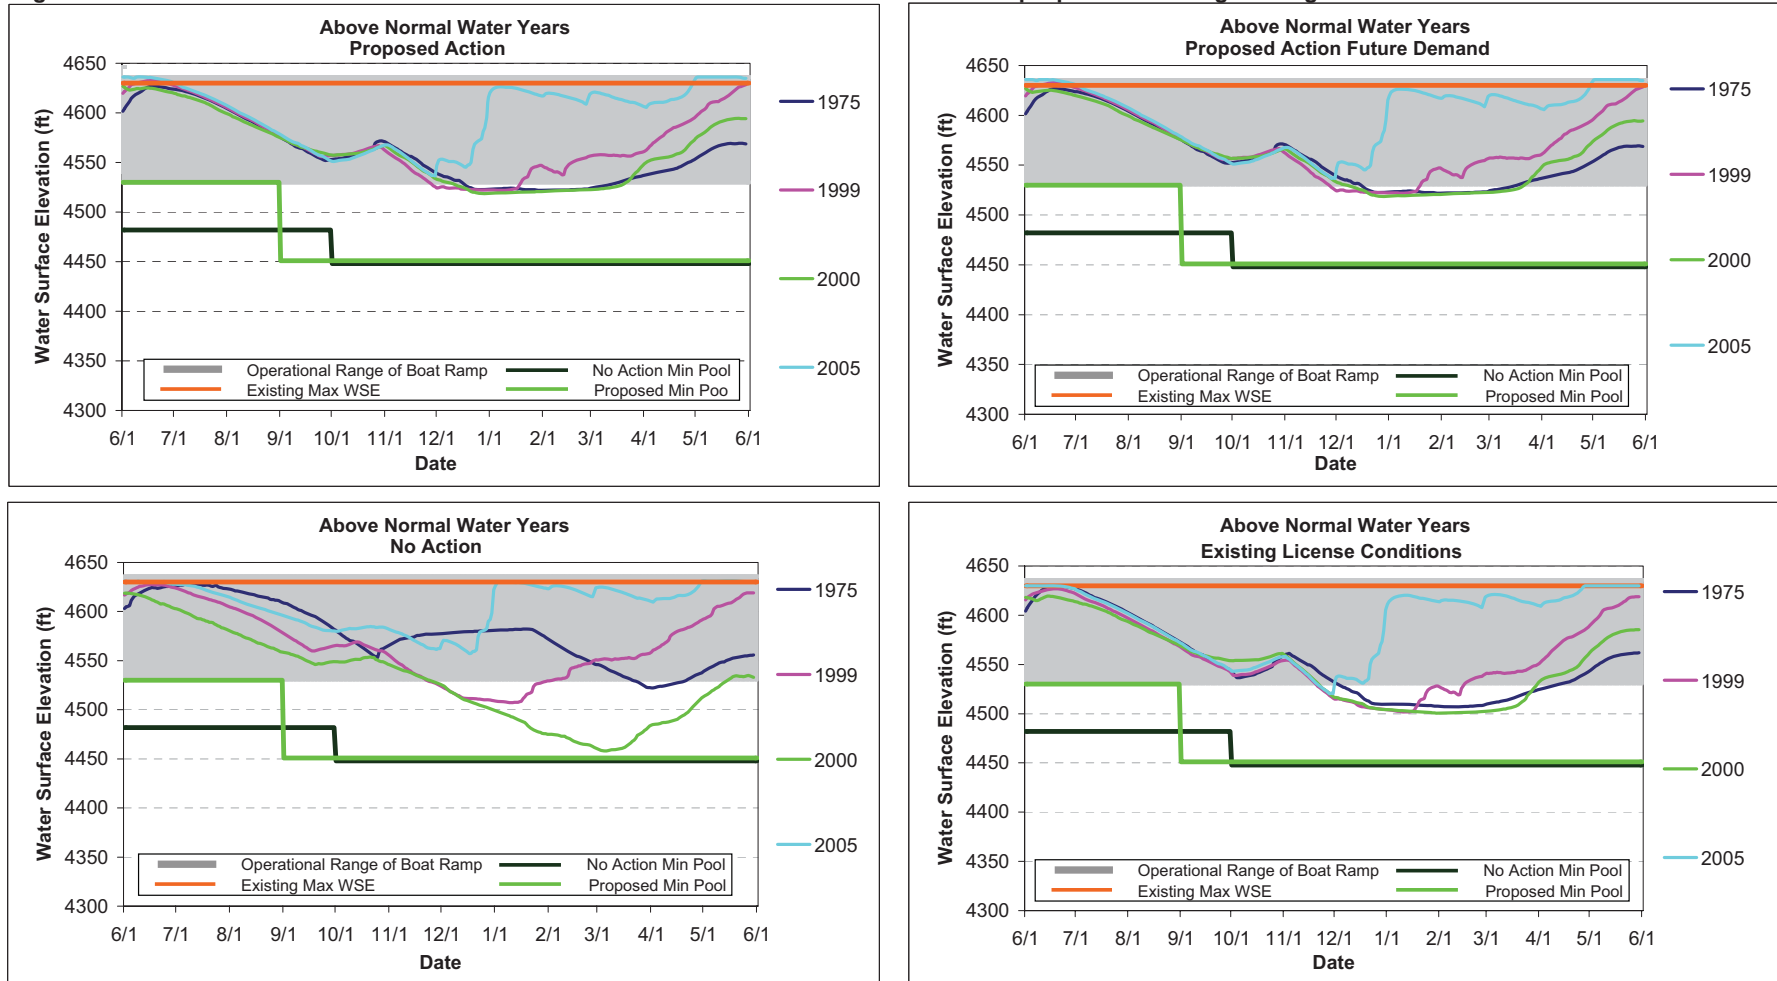 Above Normal Water Years
Proposed Action
Water Surface Elevation (ft)
4650
4600
4550
4500
4450
4400
4350
4300
6/1 7/1 8/1 9/1 10/1 11/1 12/1 1/1 2/1 3/1 4/1 5/1 6/1
Date
Operational Range of Boat Ramp No Action Min Pool
Existing Max WSE Proposed Min Poo
1975
1999
2000
2005
Above Normal Water Years
Proposed Action Future Demand
Water Surface Elevation (ft)
4650
4600
4550
4500
4450
4400
4350
4300
6/1 7/1 8/1 9/1 10/1 11/1 12/1 1/1 2/1 3/1 4/1 5/1 6/1
Date
Operational Range of Boat Ramp No Action Min Pool
Existing Max WSE Proposed Min Pool
1975
1999
2000
2005
Above Normal Water Years
No Action
Water Surface Elevation (ft)
4650
4600
4550
4500
4450
4400
4350
4300
6/1 7/1 8/1 9/1 10/1 11/1 12/1 1/1 2/1 3/1 4/1 5/1 6/1
Date
Operational Range of Boat Ramp No Action Min Pool
Existing Max WSE Proposed Min Pool
1975
1999
2000
2005
Above Normal Water Years
Existing License Conditions
Water Surface Elevation (ft)
4650
4600
4550
4500
4450
4400
4350
4300
6/1 7/1 8/1 9/1 10/1 11/1 12/1 1/1 2/1 3/1 4/1 5/1 6/1
Date
Operational Range of Boat Ramp No Action Min Pool
Existing Max WSE Proposed Min Pool
1975
1999
2000
2005